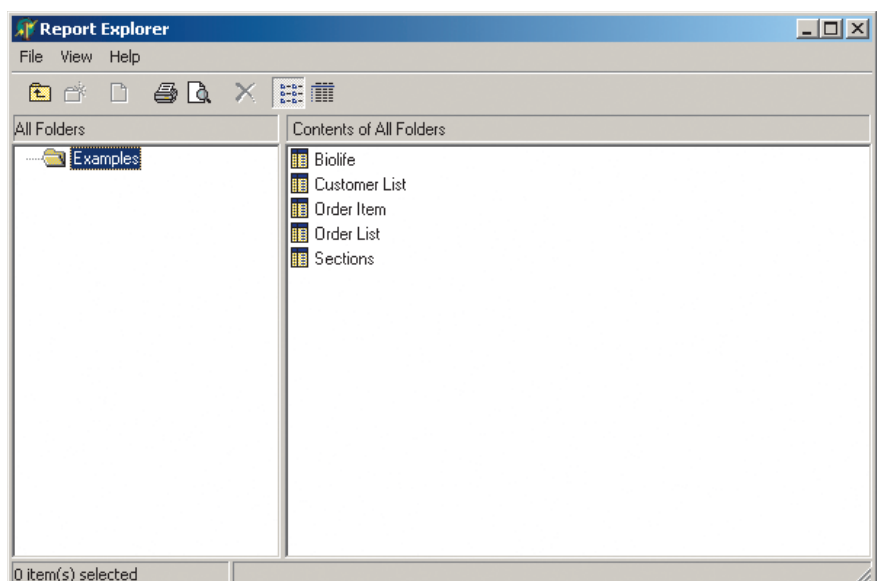 Report Explorer
File View Help
All Folders
Contents of All Folders
Examples
Biolife
Customer List
Order Item
Order List
Sections
0 item(s) selected